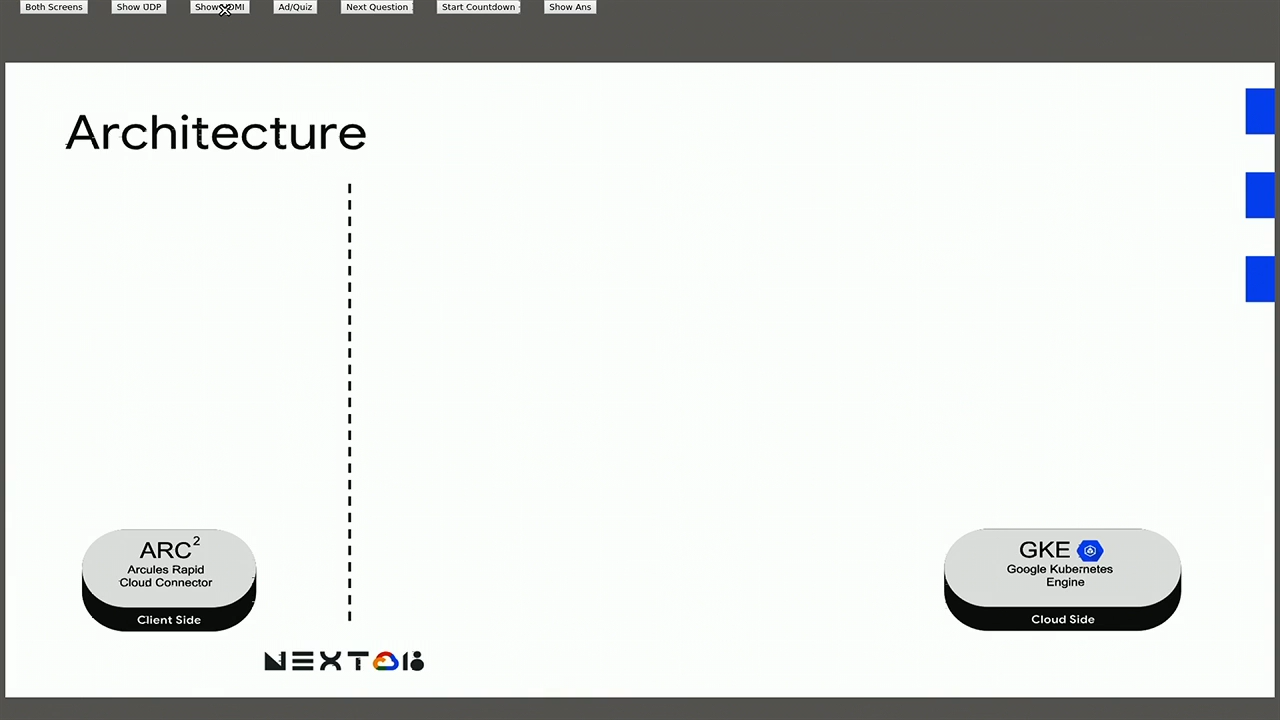 Both Screens
Show UDP
Ad/Quiz
Next Question
Start Countdown
Show Ans
Architecture
ARC²
Arcules Rapid
Cloud Connector
Client Side
GKE
Google Kubernetes
Engine
Cloud Side
NEXT 18